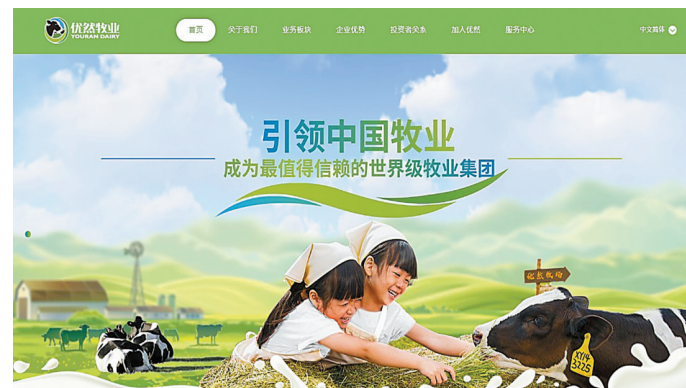 优然牧业
YOURAN DAIRY
首页
关于我们
业务板块
企业优势
投资者关系
加入优然
服务中心
中文简体
引领中国牧业
成为最值得信赖的世界级牧业集团
优然牧场
XY14
3225